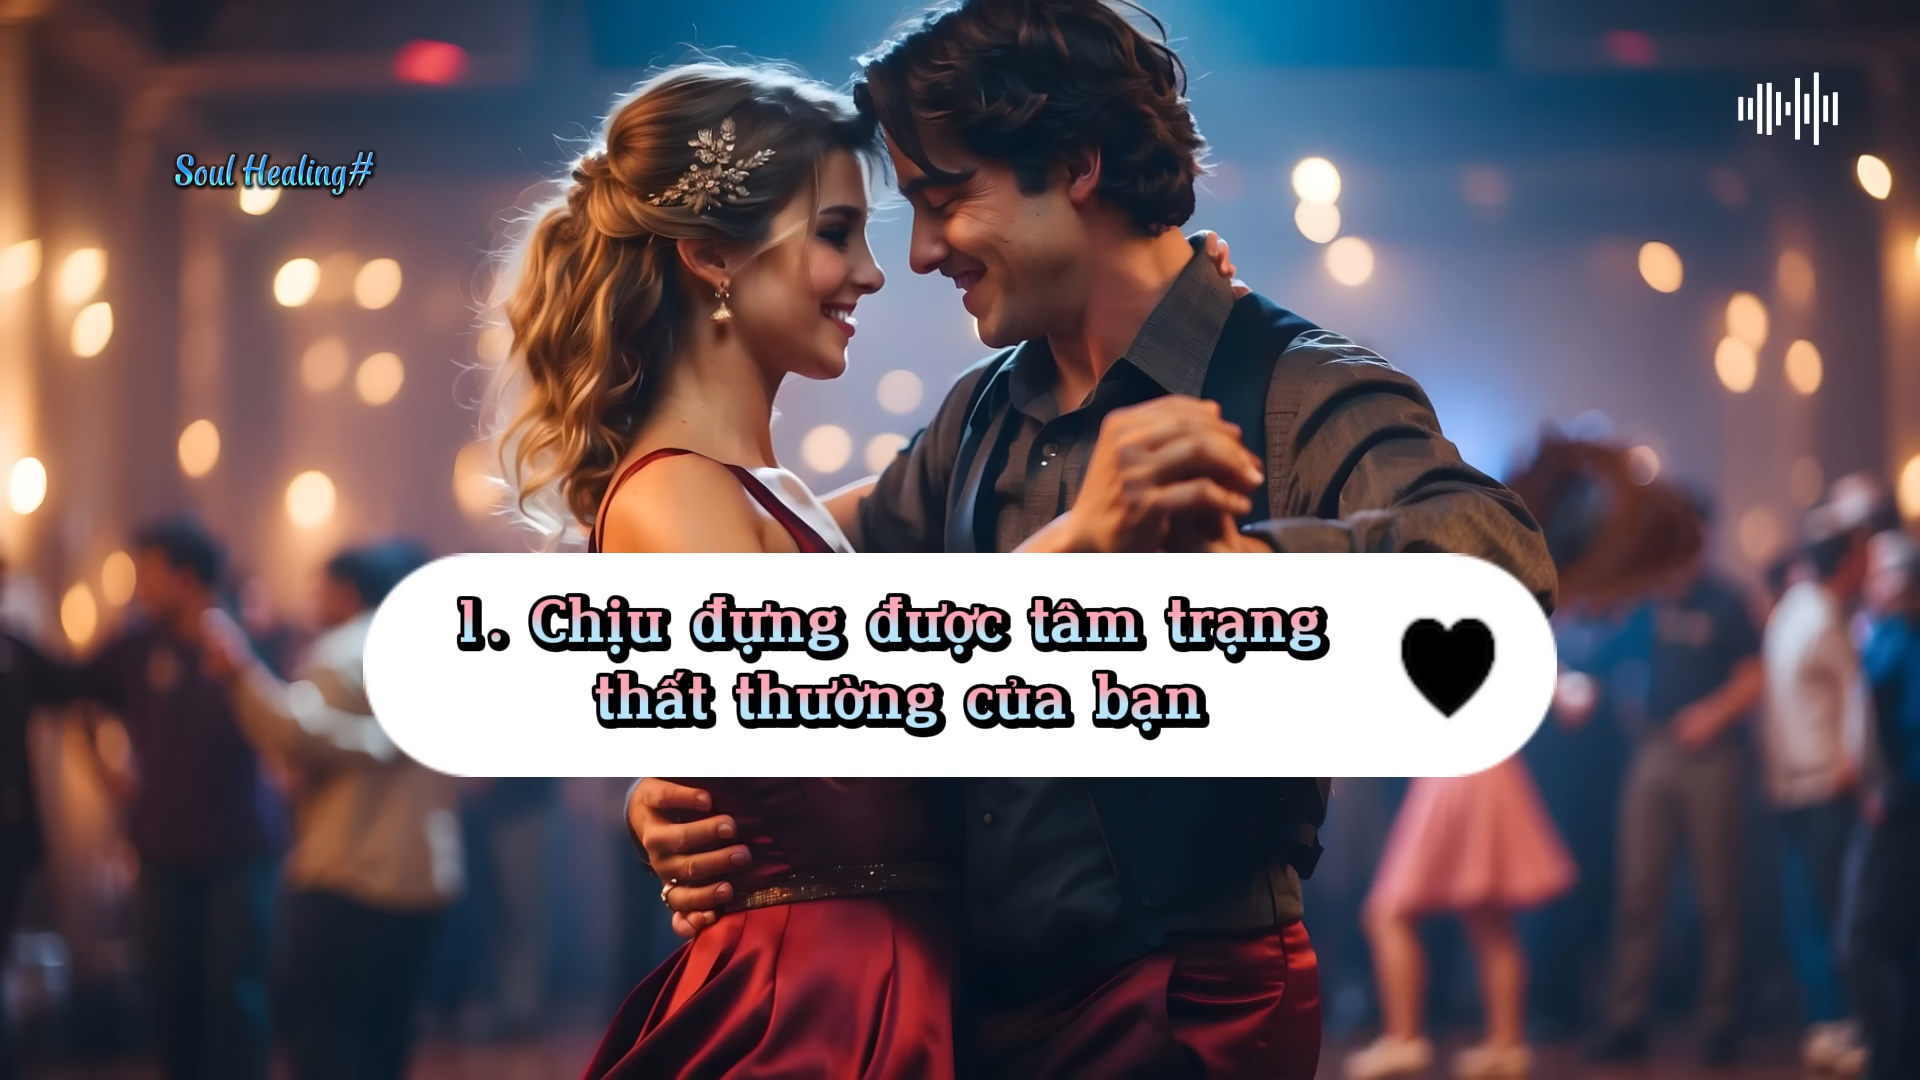 Soul Healing#
1. Chịu đựng được tâm trạng
thất thường của bạn